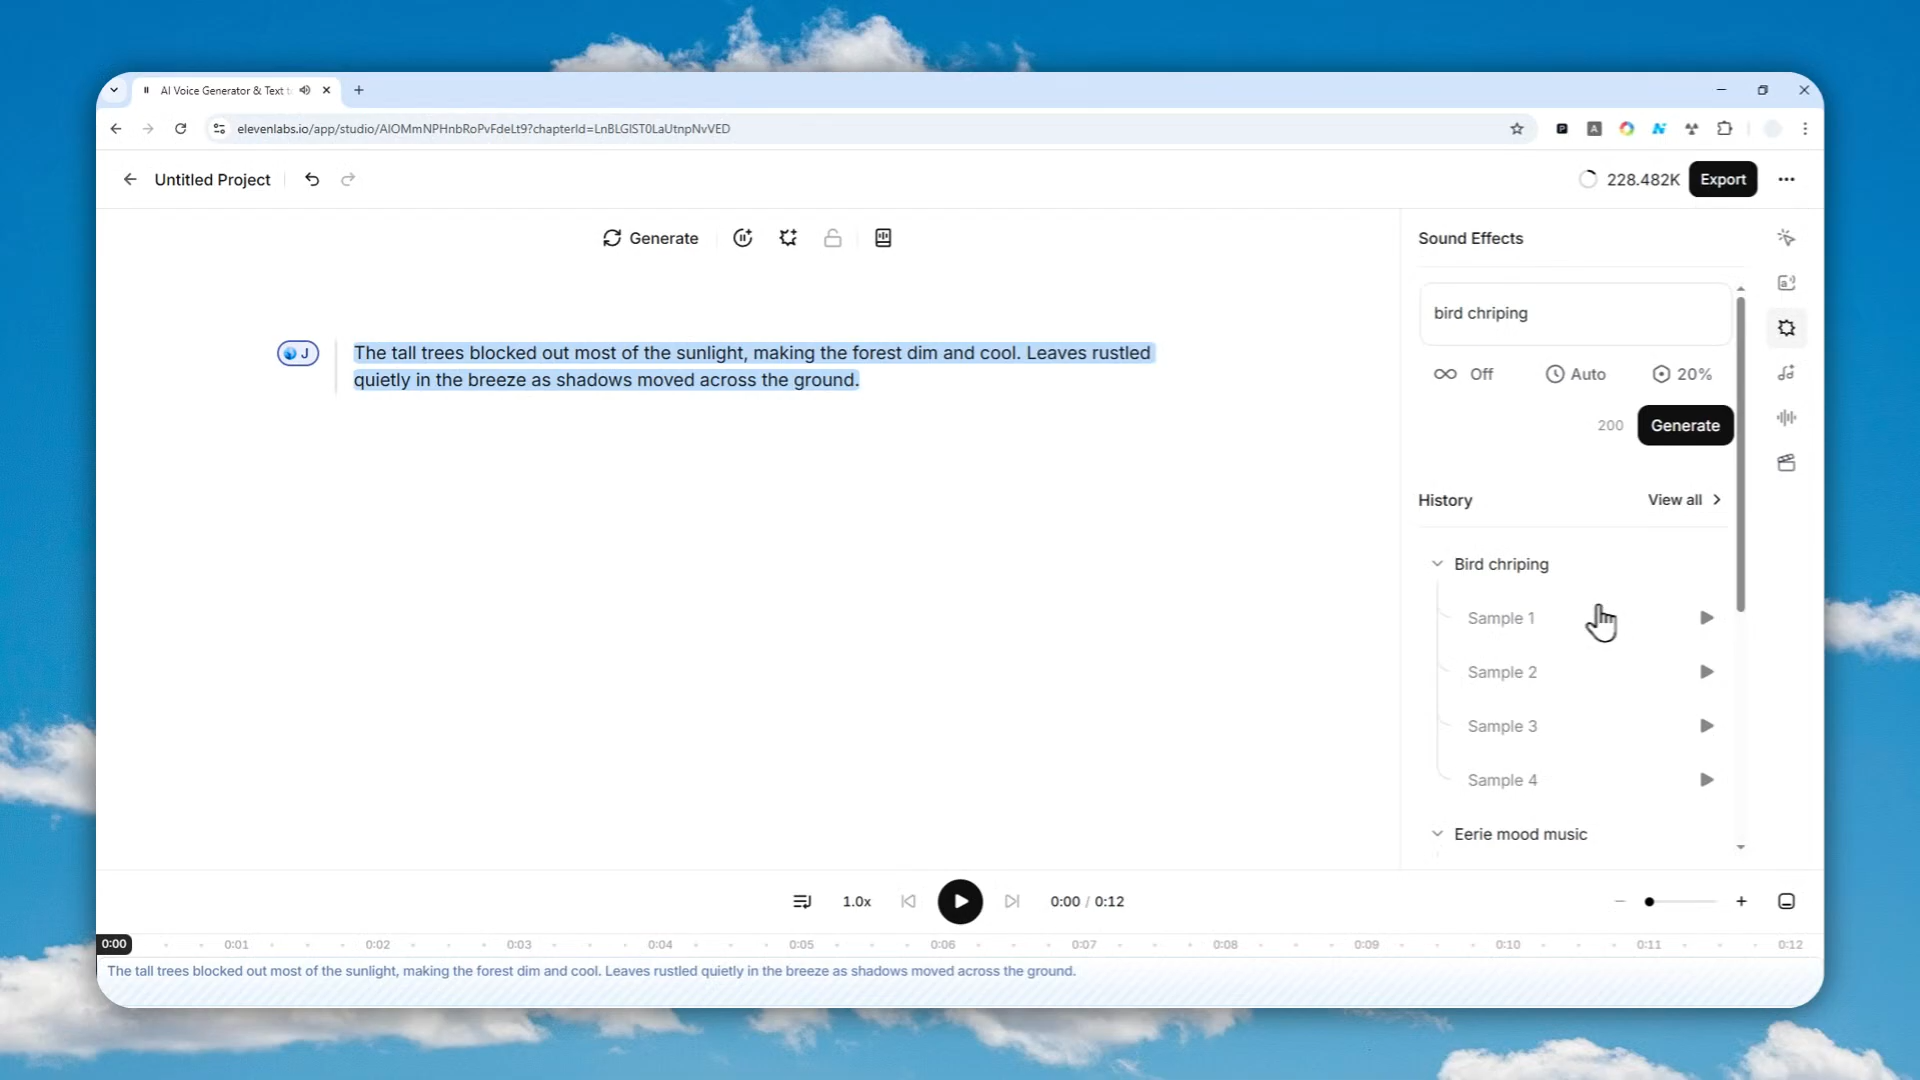 AI Voice Generator & Text t
elevenlabs.io/app/studio/AIOMmNPHnbRoPvFdeLt9?chapterId=LnBLGlST0LaUtnpNvVED
Untitled Project
228.482K
Export
Generate
Sound Effects
bird chriping
Off
Auto
20%
200
Generate
History
View all
J
The tall trees blocked out most of the sunlight, making the forest dim and cool. Leaves rustled
quietly in the breeze as shadows moved across the ground.
Bird chriping
Sample 1
Sample 2
Sample 3
Sample 4
Eerie mood music
1.0x
0:00 / 0:12
0:00 0:01 0:02 0:03 0:04 0:05 0:06 0:07 0:08 0:09 0:10 0:11 0:12
The tall trees blocked out most of the sunlight, making the forest dim and cool. Leaves rustled quietly in the breeze as shadows moved across the ground.